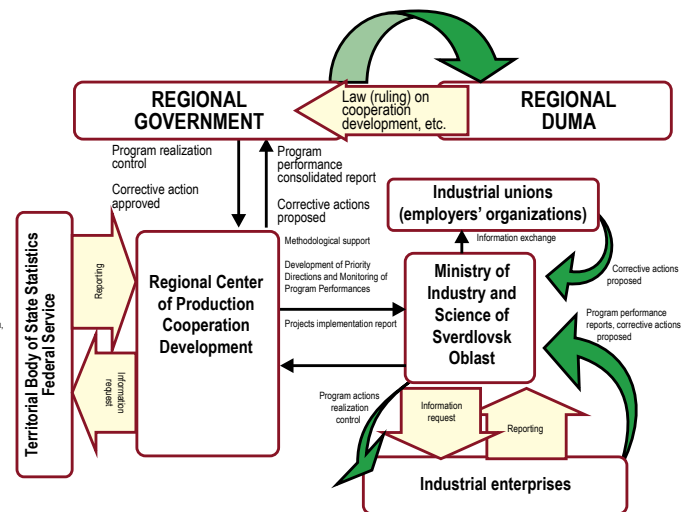 REGIONAL
GOVERNMENT
Law (ruling) on
cooperation
development, etc.
REGIONAL
DUMA
Program realization
control
Corrective action
approved
Program
performance
consolidated report
Corrective actions
proposed
Industrial unions
(employers’ organizations)
Methodological support
Information exchange
Development of Priority
Directions and Monitoring of
Program Performances
Projects implementation report
Territorial Body of State Statistics
Federal Service
Reporting
Information
request
Regional Center
of Production
Cooperation
Development
Ministry of
Industry and
Science of
Sverdlovsk
Oblast
Corrective actions
proposed
Program performance
reports, corrective actions
proposed
Program actions
realization
control
Information
request
Reporting
Industrial enterprises